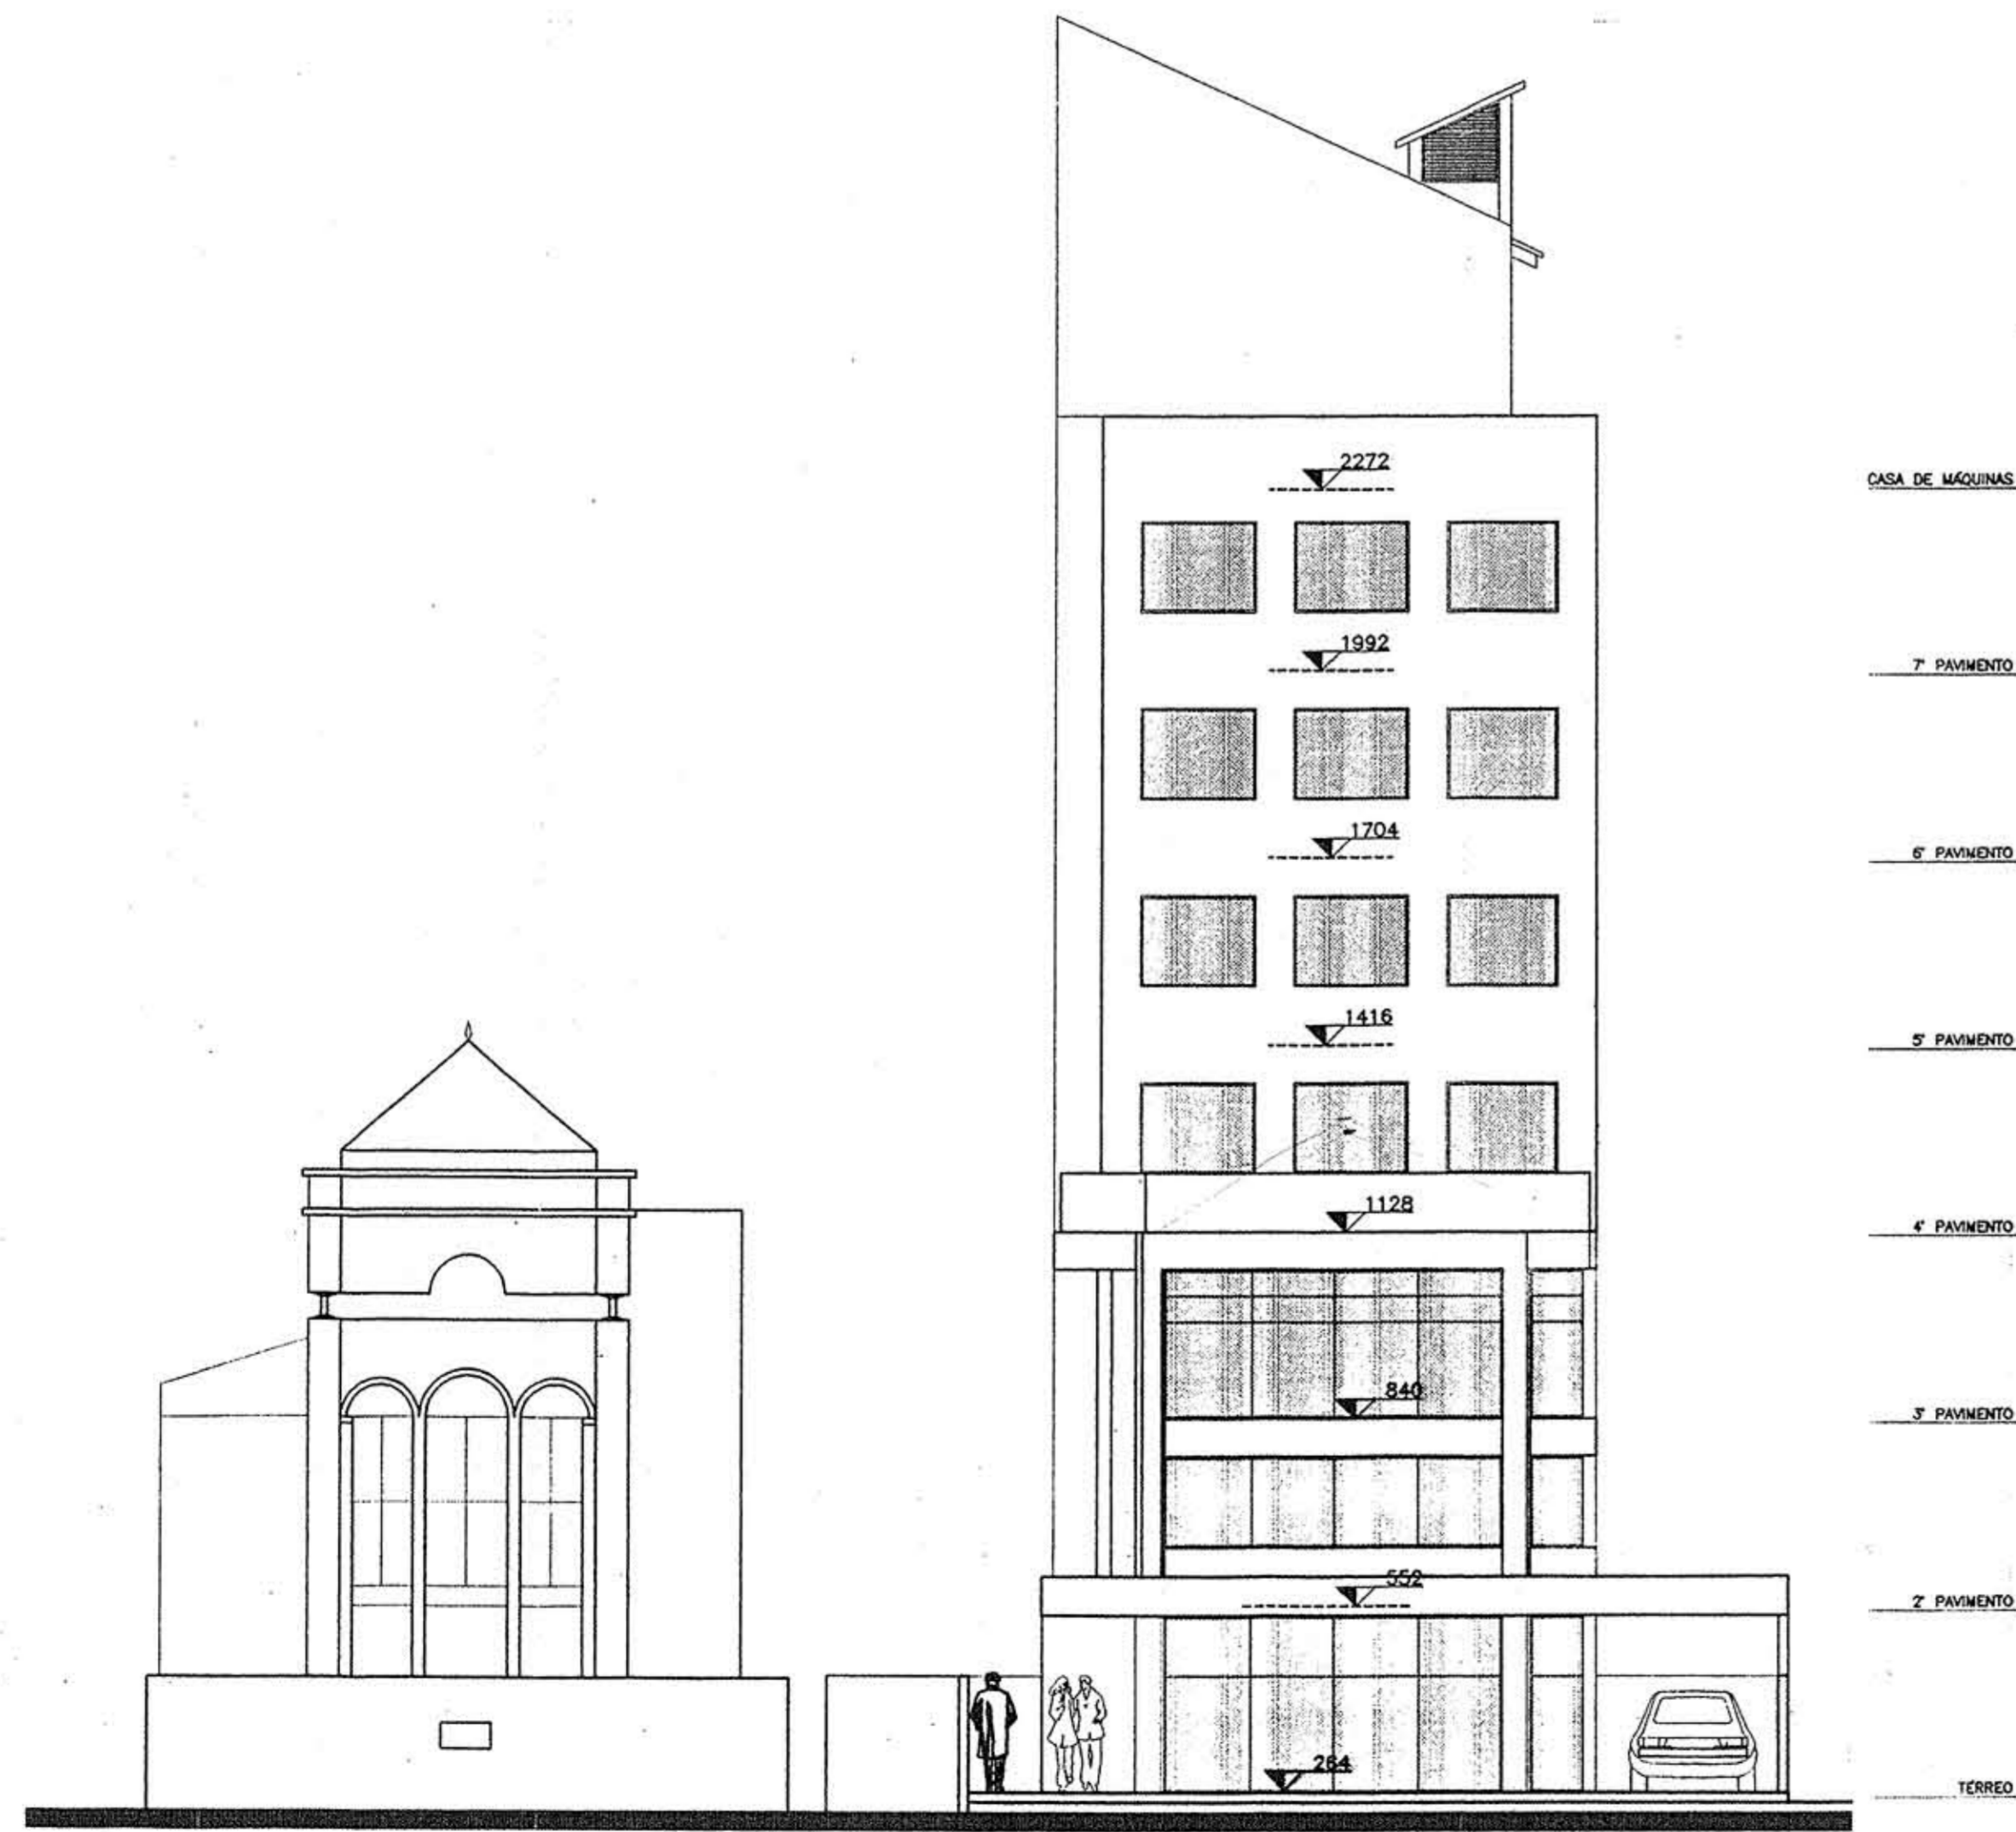 2272
CASA DE MÁQUINAS
1992
7° PAVIMENTO
1704
6° PAVIMENTO
1416
5° PAVIMENTO
1128
4° PAVIMENTO
840
3° PAVIMENTO
552
2° PAVIMENTO
264
TÉRREO